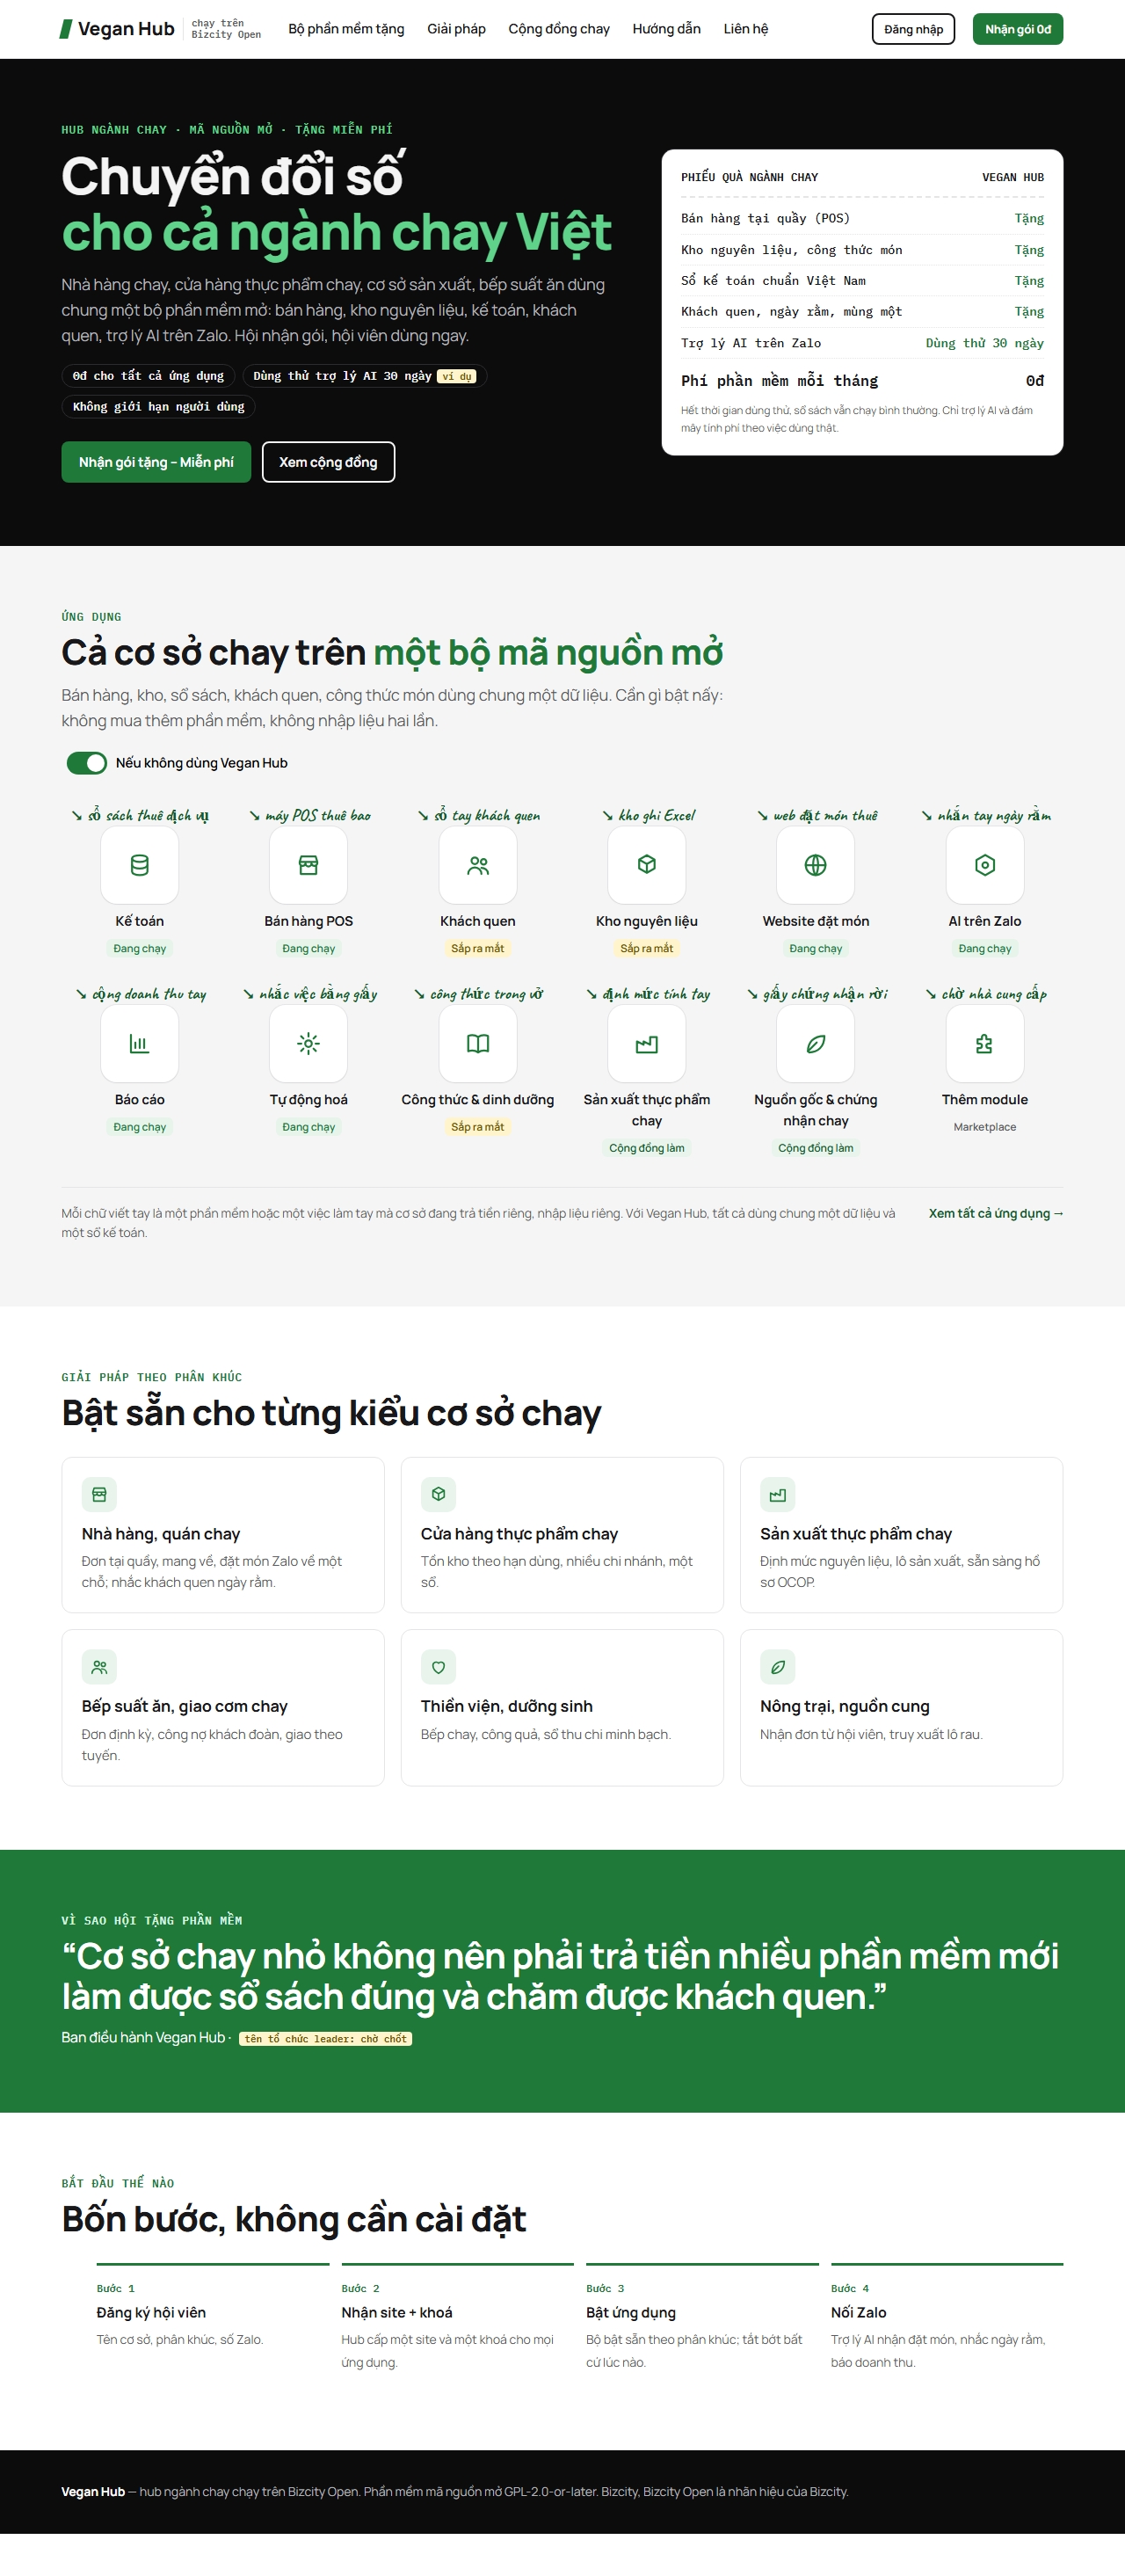 Vegan Hub
chạy trên
Bizcity Open
Bộ phần mềm tặng
Giải pháp
Cộng đồng chay
Hướng dẫn
Liên hệ
Đăng nhập
Nhận gói 0đ
HUB NGÀNH CHAY · MÃ NGUỒN MỞ · TẶNG MIỄN PHÍ
Chuyển đổi số
cho cả ngành chay Việt
Nhà hàng chay, cửa hàng thực phẩm chay, cơ sở sản xuất, bếp suất ăn dùng
chung một bộ phần mềm mở: bán hàng, kho nguyên liệu, kế toán, khách
quen, trợ lý AI trên Zalo. Hội nhận gói, hội viên dùng ngay.
0đ cho tất cả ứng dụng
Dùng thử trợ lý AI 30 ngày ví dụ
Không giới hạn người dùng
Nhận gói tặng – Miễn phí
Xem cộng đồng
PHIẾU QUÀ NGÀNH CHAY VEGAN HUB
Bán hàng tại quầy (POS) Tặng
Kho nguyên liệu, công thức món Tặng
Sổ kế toán chuẩn Việt Nam Tặng
Khách quen, ngày rằm, mùng một Tặng
Trợ lý AI trên Zalo Dùng thử 30 ngày
Phí phần mềm mỗi tháng 0đ
Hết thời gian dùng thử, sổ sách vẫn chạy bình thường. Chỉ trợ lý AI và đám
mây tính phí theo việc dùng thật.
ỨNG DỤNG
Cả cơ sở chay trên một bộ mã nguồn mở
Bán hàng, kho, sổ sách, khách quen, công thức món dùng chung một dữ liệu. Cần gì bật nấy:
không mua thêm phần mềm, không nhập liệu hai lần.
Nếu không dùng Vegan Hub
↘ sổ sách thuê dịch vụ
↘ máy POS thuê bao
↘ sổ tay khách quen
↘ kho ghi Excel
↘ web đặt món thuê
↘ nhắn tay ngày rằm
Kế toán
Bán hàng POS
Khách quen
Kho nguyên liệu
Website đặt món
AI trên Zalo
Đang chạy
Đang chạy
Sắp ra mắt
Sắp ra mắt
Đang chạy
Đang chạy
↘ cộng doanh thu tay
↘ nhắc việc bằng giấy
↘ công thức trong vở
↘ định mức tính tay
↘ giấy chứng nhận rời
↘ chờ nhà cung cấp
Báo cáo
Tự động hoá
Công thức & dinh dưỡng
Sản xuất thực phẩm
chay
Nguồn gốc & chứng
nhận chay
Thêm module
Đang chạy
Đang chạy
Sắp ra mắt
Cộng đồng làm
Cộng đồng làm
Marketplace
Mỗi chữ viết tay là một phần mềm hoặc một việc làm tay mà cơ sở đang trả tiền riêng, nhập liệu riêng. Với Vegan Hub, tất cả dùng chung một dữ liệu và
một sổ kế toán.
Xem tất cả ứng dụng →
GIẢI PHÁP THEO PHÂN KHÚC
Bật sẵn cho từng kiểu cơ sở chay
Nhà hàng, quán chay
Đơn tại quầy, mang về, đặt món Zalo về một
chỗ; nhắc khách quen ngày rằm.
Cửa hàng thực phẩm chay
Tồn kho theo hạn dùng, nhiều chi nhánh, một
sổ.
Sản xuất thực phẩm chay
Định mức nguyên liệu, lô sản xuất, sẵn sàng hồ
sơ OCOP.
Bếp suất ăn, giao cơm chay
Đơn định kỳ, công nợ khách đoàn, giao theo
tuyến.
Thiền viện, dưỡng sinh
Bếp chay, công quả, sổ thu chi minh bạch.
Nông trại, nguồn cung
Nhận đơn từ hội viên, truy xuất lô rau.
VÌ SAO HỘI TẶNG PHẦN MỀM
“Cơ sở chay nhỏ không nên phải trả tiền nhiều phần mềm mới
làm được sổ sách đúng và chăm được khách quen.”
Ban điều hành Vegan Hub · tên tổ chức leader: chờ chốt
BẮT ĐẦU THẾ NÀO
Bốn bước, không cần cài đặt
Bước 1
Đăng ký hội viên
Tên cơ sở, phân khúc, số Zalo.
Bước 2
Nhận site + khoá
Hub cấp một site và một khoá cho mọi
ứng dụng.
Bước 3
Bật ứng dụng
Bộ bật sẵn theo phân khúc; tắt bớt bất
cứ lúc nào.
Bước 4
Nối Zalo
Trợ lý AI nhận đặt món, nhắc ngày rằm,
báo doanh thu.
Vegan Hub — hub ngành chay chạy trên Bizcity Open. Phần mềm mã nguồn mở GPL-2.0-or-later. Bizcity, Bizcity Open là nhãn hiệu của Bizcity.